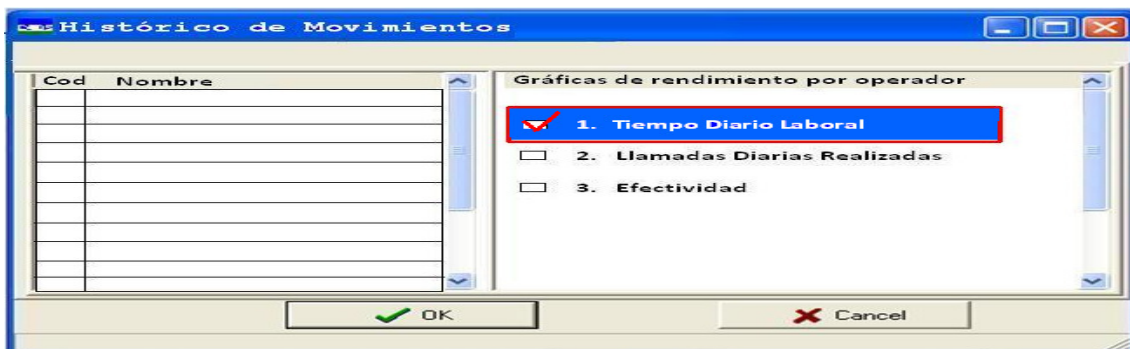 Histórico de Movimientos
Cod Nombre
Gráficas de rendimiento por operador
1. Tiempo Diario Laboral
2. Llamadas Diarias Realizadas
3. Efectividad
OK
Cancel